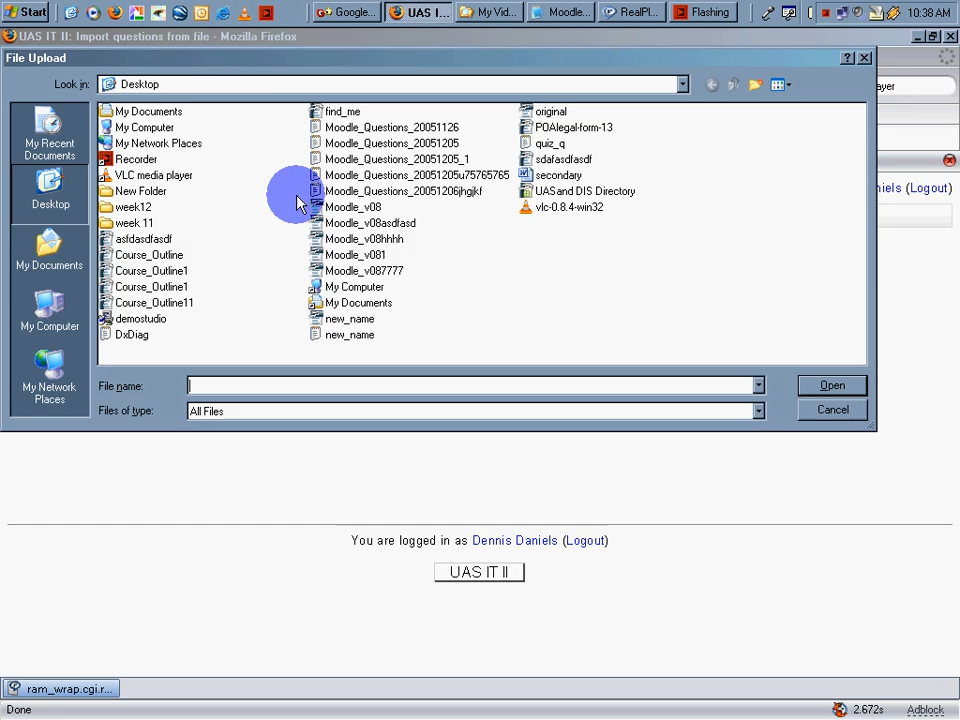 Start
Google...
UAS I...
My Vid...
Moodle...
RealPl...
Flashing
10:38 AM
UAS IT II: Import questions from file - Mozilla Firefox
File Upload
Look in:
Desktop
ayer
My Recent
Documents
Desktop
My Documents
My Computer
My Network
Places
My Documents
My Computer
My Network Places
Recorder
VLC media player
New Folder
week12
week 11
asfdasdfasdf
Course_Outline
Course_Outline1
Course_Outline1
Course_Outline11
demostudio
DxDiag
find_me
Moodle_Questions_20051126
Moodle_Questions_20051205
Moodle_Questions_20051205_1
Moodle_Questions_20051205u75765765
Moodle_Questions_20051206jhgjkf
Moodle_v08
Moodle_v08asdfasd
Moodle_v08hhhh
Moodle_v081
Moodle_v087777
My Computer
My Documents
new_name
new_name
original
POAlegal-form-13
quiz_q
sdafasdfasdf
secondary
UAS and DIS Directory
vlc-0.8.4-win32
niels (Logout)
File name:
Open
Files of type:
All Files
Cancel
You are logged in as Dennis Daniels (Logout)
UAS IT II
ram_wrap.cgi.r...
Done
2.672s
Adblock